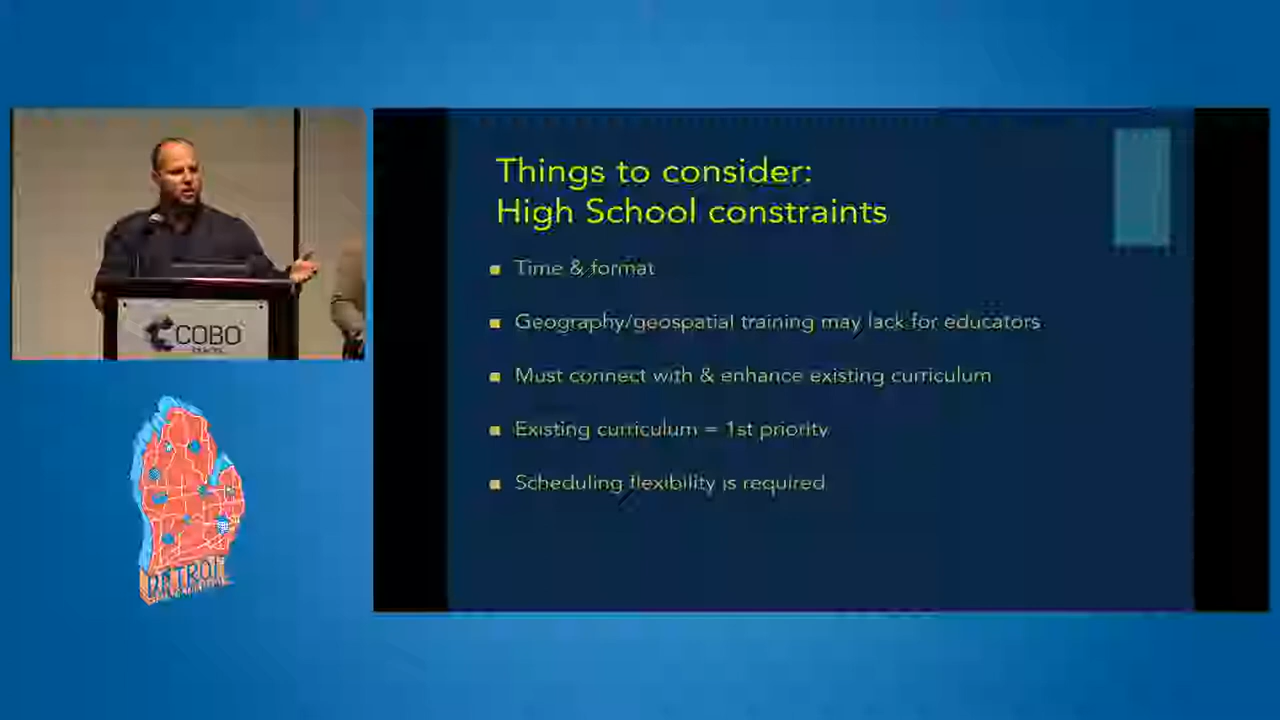 Things to consider:
High School constraints
Time & format
Geography/geospatial training may lack for educators
Must connect with & enhance existing curriculum
Existing curriculum = 1st priority
Scheduling flexibility is required
COBO
DETROIT